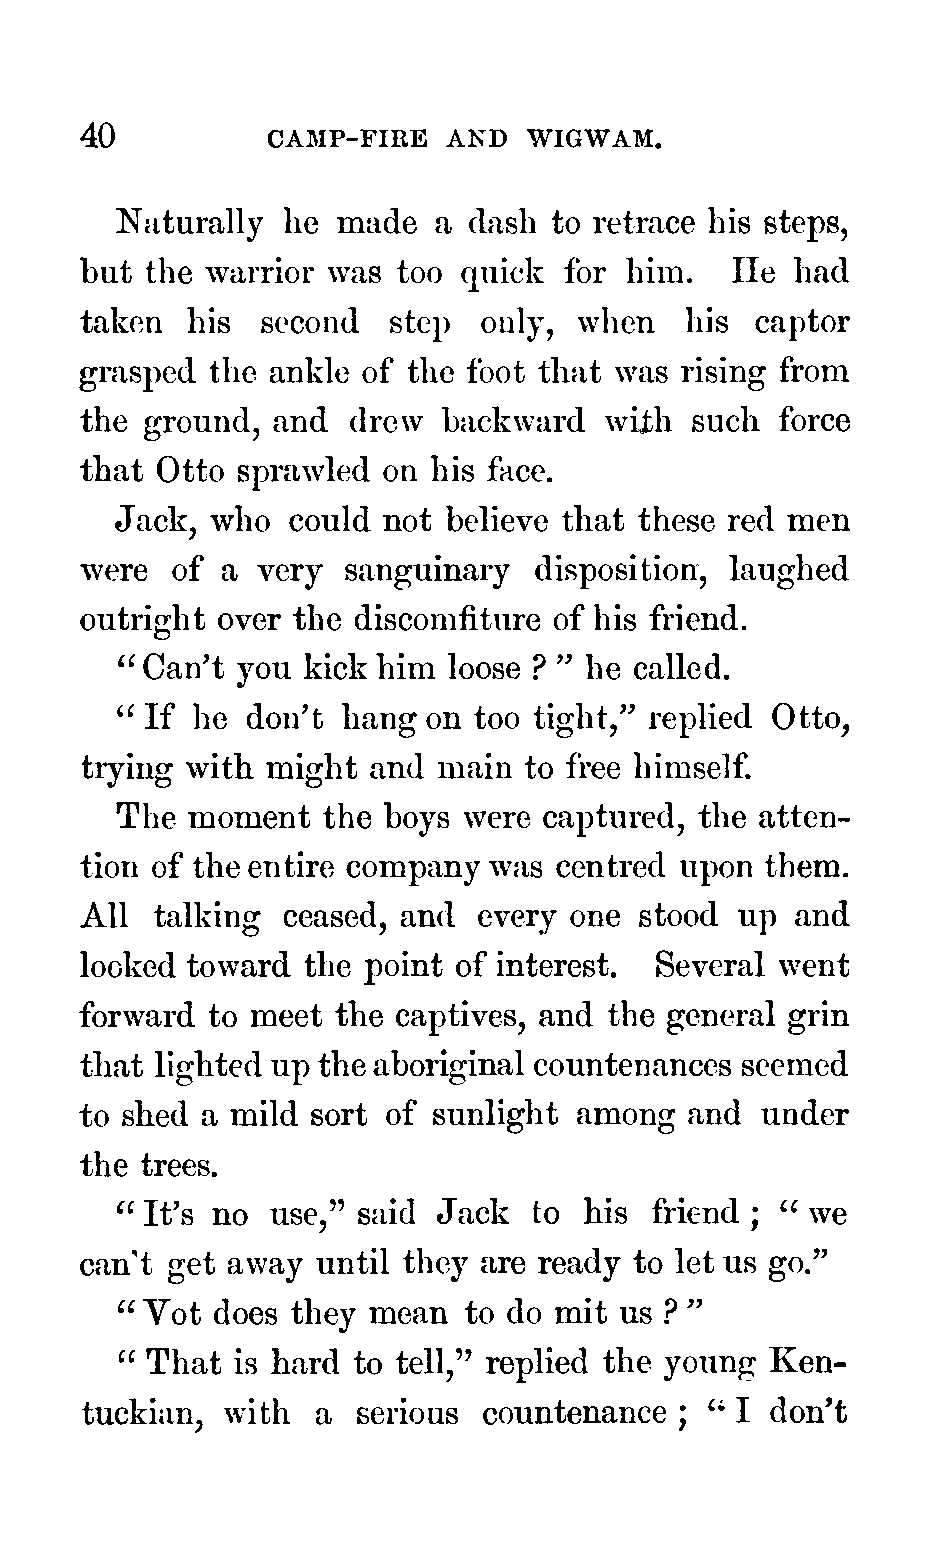 40 CAMP-FIRE AND WIGWAM.
Naturally he made a dash to retrace his steps,
but the warrior was too quick for him. He had
taken his second step only, when his captor
grasped the ankle of the foot that was rising from
the ground, and drew backward with such force
that Otto sprawled on his face.
Jack, who could not believe that these red men
were of a very sanguinary disposition, laughed
outright over the discomfiture of his friend.
"Can't you kick him loose ?" he called.
"If he don't hang on too tight," replied Otto,
trying with might and main to free himself.
The moment the boys were captured, the atten-
tion of the entire company was centred upon them.
All talking ceased, and every one stood up and
looked toward the point of interest. Several went
forward to meet the captives, and the general grin
that lighted up the aboriginal countenances seemed
to shed a mild sort of sunlight among and under
the trees.
"It's no use," said Jack to his friend ; "we
can't get away until they are ready to let us go."
"Vot does they mean to do mit us ?"
"That is hard to tell," replied the young Ken-
tuckian, with a serious countenance ; "I don't